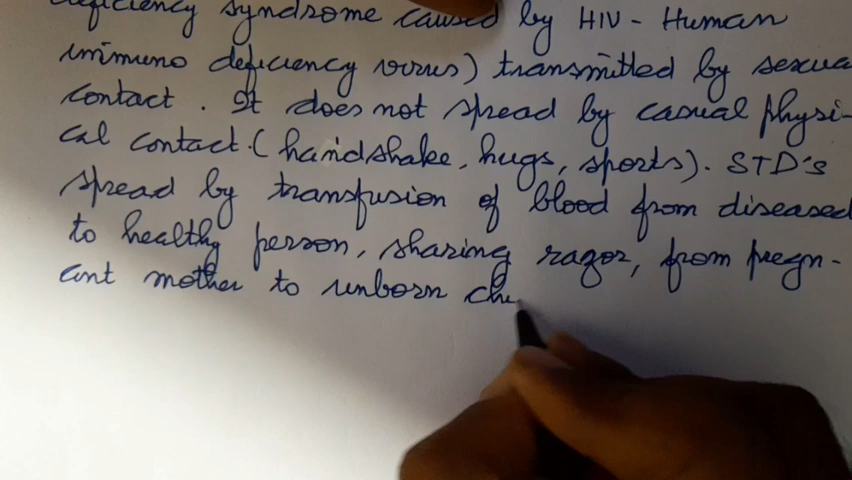 deficiency syndrome caused by HIV - Human
immuno deficiency virus) transmitted by sexua
contact. It does not spread by casual physi-
cal contact. (handshake, hugs, sports). STD's
spread by transfusion of blood from diseased
to healthy person, sharing razor, from pregn-
ant mother to unborn chi